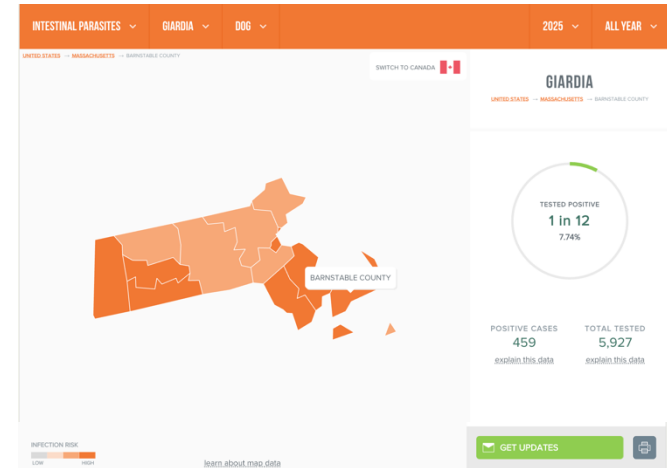 INTESTINAL PARASITES GIARDIA DOG 2025 ALL YEAR
UNITED STATES → MASSACHUSETTS → BARNSTABLE COUNTY
SWITCH TO CANADA
GIARDIA
UNITED STATES → MASSACHUSETTS → BARNSTABLE COUNTY
TESTED POSITIVE
1 in 12
7.74%
BARNSTABLE COUNTY
POSITIVE CASES TOTAL TESTED
459 5,927
explain this data explain this data
INFECTION RISK
LOW HIGH
learn about map data
GET UPDATES